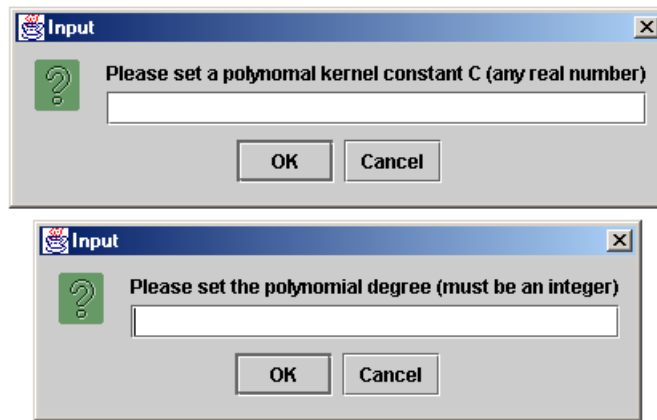 Input
Please set a polynomal kernel constant C (any real number)
OK Cancel
Input
Please set the polynomial degree (must be an integer)
OK Cancel